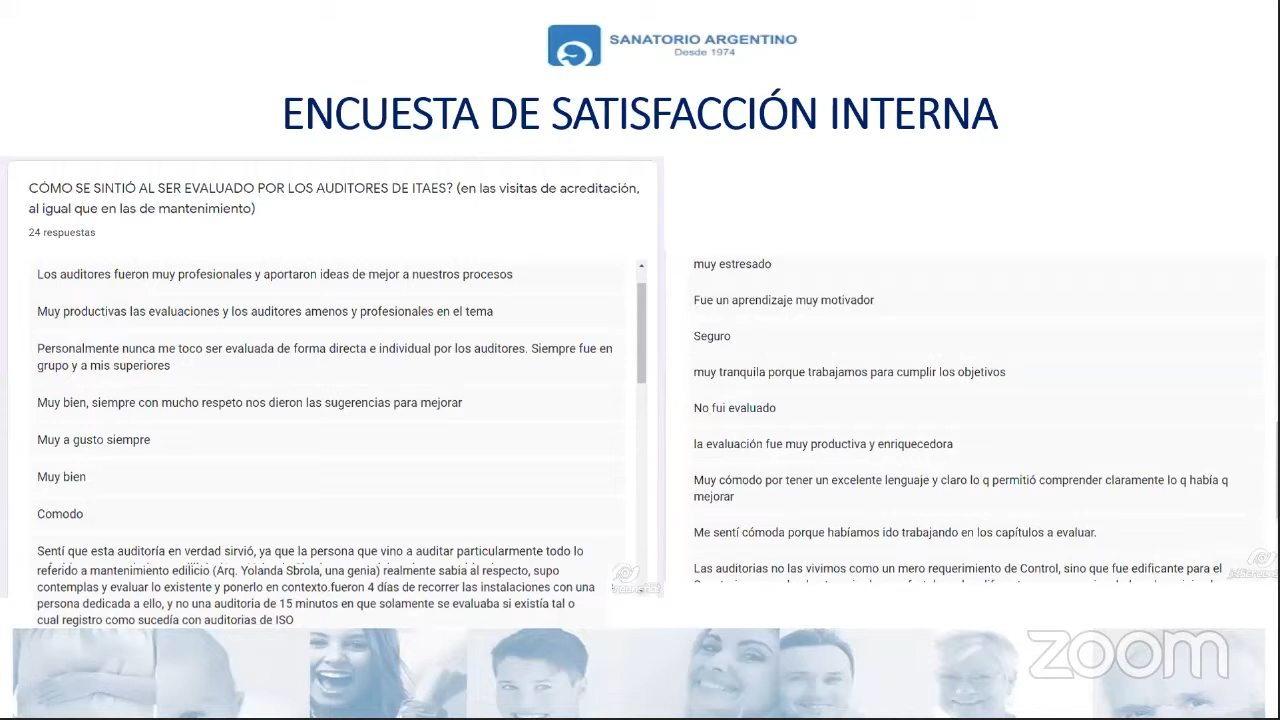 SANATORIO ARGENTINO
Desde 1974
ENCUESTA DE SATISFACCIÓN INTERNA
CÓMO SE SINTIÓ AL SER EVALUADO POR LOS AUDITORES DE ITAES? (en las visitas de acreditación,
al igual que en las de mantenimiento)
24 respuestas
Los auditores fueron muy profesionales y aportaron ideas de mejor a nuestros procesos
Muy productivas las evaluaciones y los auditores amenos y profesionales en el tema
Personalmente nunca me toco ser evaluada de forma directa e individual por los auditores. Siempre fue en
grupo y a mis superiores
Muy bien, siempre con mucho respeto nos dieron las sugerencias para mejorar
Muy a gusto siempre
Muy bien
Comodo
Sentí que esta auditoría en verdad sirvió, ya que la persona que vino a auditar particularmente todo lo
referido a mantenimiento edilicio (Arq. Yolanda Sbrola, una genia) realmente sabia al respecto, supo
contemplas y evaluar lo existente y ponerlo en contexto.fueron 4 días de recorrer las instalaciones con una
persona dedicada a ello, y no una auditoria de 15 minutos en que solamente se evaluaba si existía tal o
cual registro como sucedía con auditorias de ISO
muy estresado
Fue un aprendizaje muy motivador
Seguro
muy tranquila porque trabajamos para cumplir los objetivos
No fui evaluado
la evaluación fue muy productiva y enriquecedora
Muy cómodo por tener un excelente lenguaje y claro lo q permitió comprender claramente lo q había q
mejorar
Me sentí cómoda porque habíamos ido trabajando en los capítulos a evaluar.
Las auditorias no las vivimos como un mero requerimiento de Control, sino que fue edificante para el
zoom